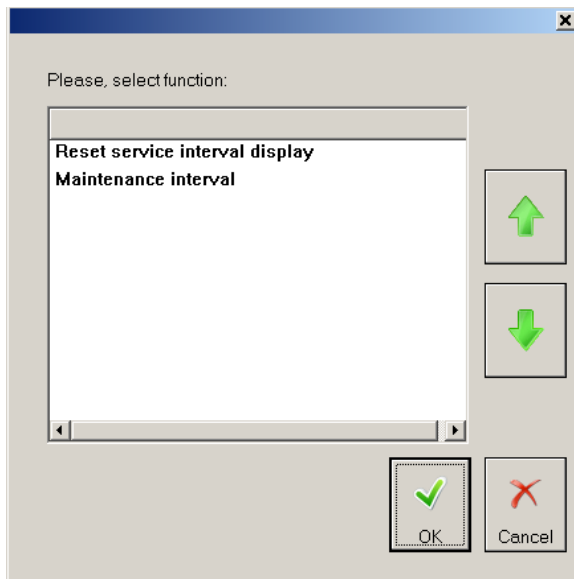 Please, select function:
Reset service interval display
Maintenance interval
OK
Cancel